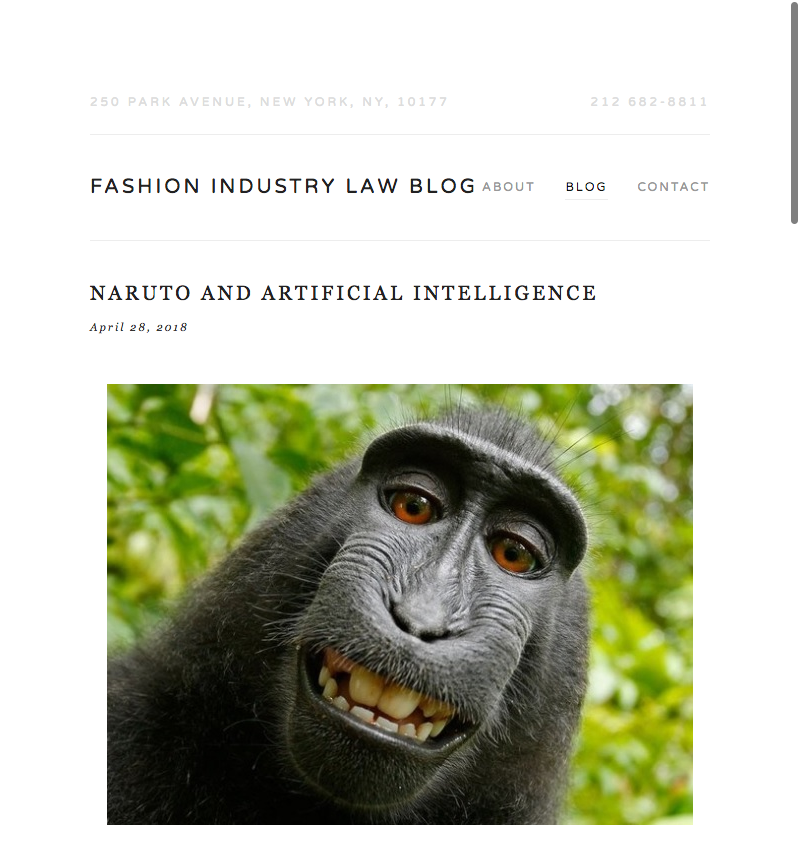 250 PARK AVENUE, NEW YORK, NY, 10177 212 682-8811
FASHION INDUSTRY LAW BLOG ABOUT BLOG CONTACT
NARUTO AND ARTIFICIAL INTELLIGENCE
April 28, 2018